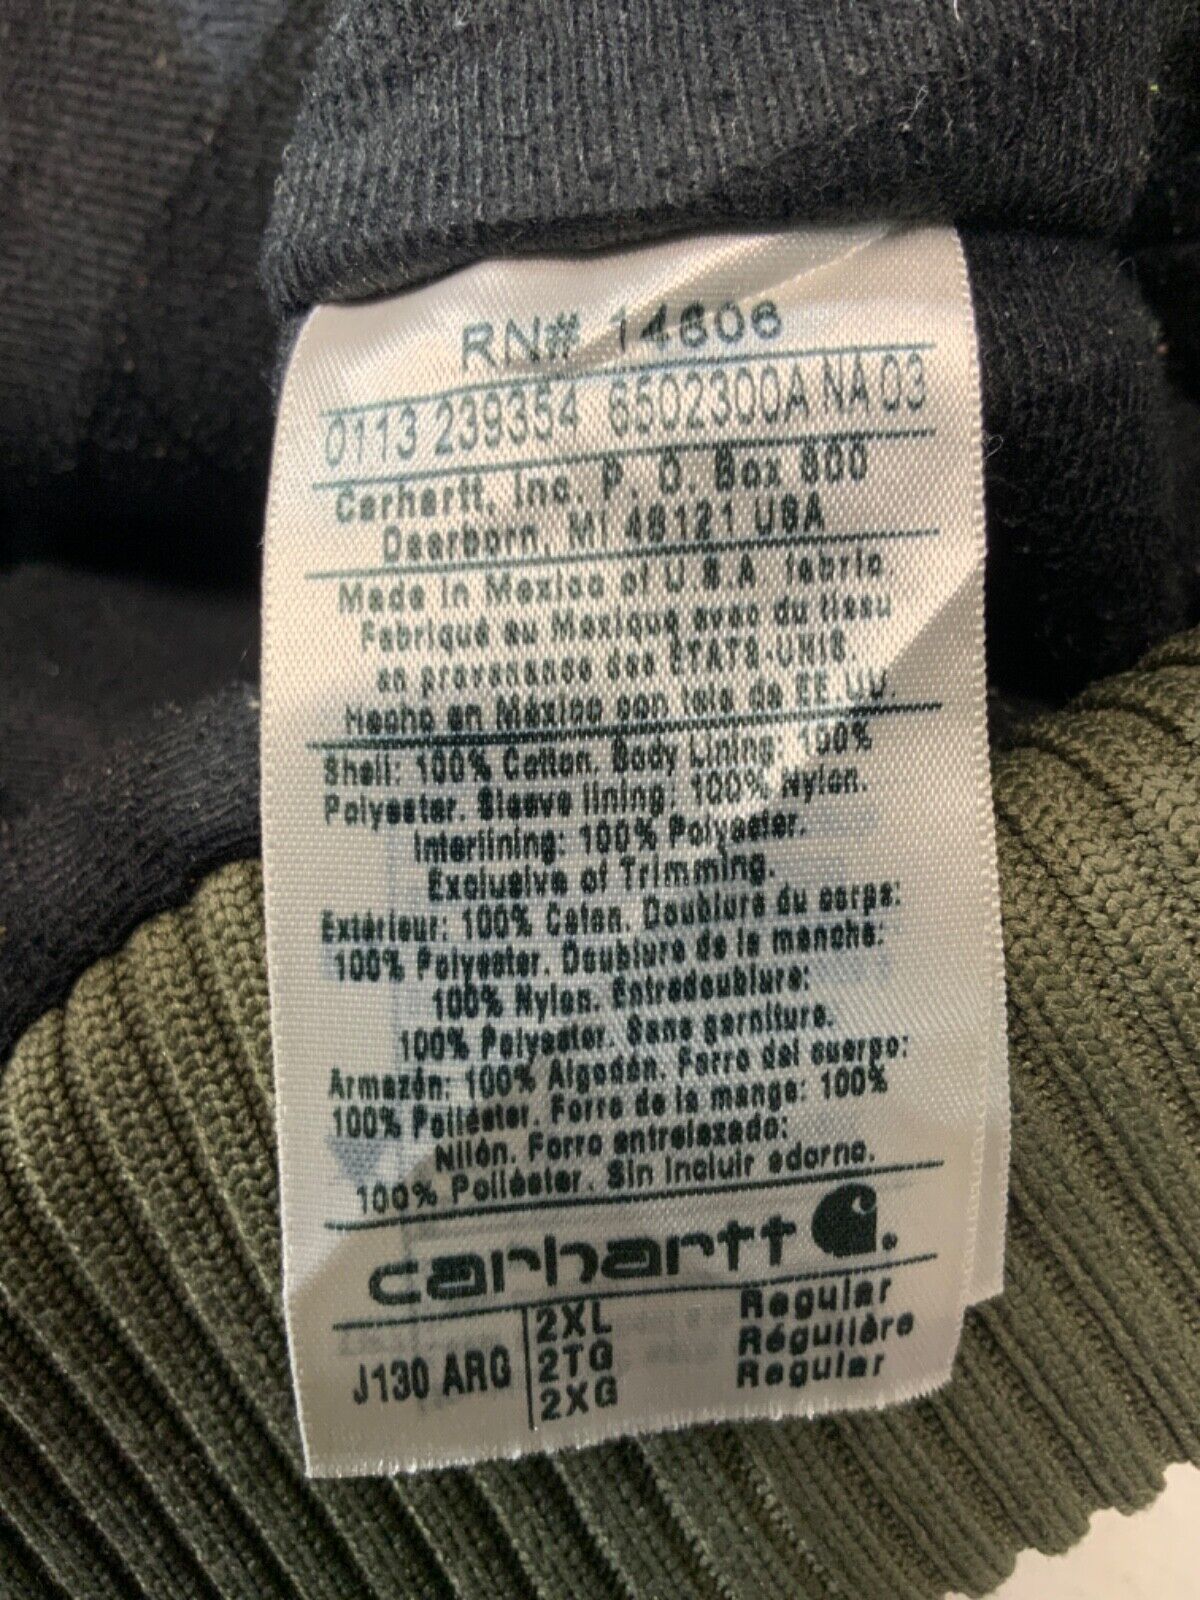 RN# 14806
0113 239354 6502300A NA 03
Carhartt, Inc. P. O. Box 600
Dearborn, MI 48121 USA
Made in Mexico of U.S.A fabric
Fabriqué au Mexique avec du tissu
en provenance des ÉTATS-UNIS
Hecho en México con tela de EE.UU.
Shell: 100% Cotton. Body Lining: 100%
Polyester. Sleeve lining: 100% Nylon.
Interlining: 100% Polyester.
Exclusive of Trimming.
Extérieur: 100% Coton. Doublure du corps:
100% Polyester. Doublure de la manche:
100% Nylon. Entredoublure:
100% Polyester. Sans garniture.
Armazón: 100% Algodón. Forro del cuerpo:
100% Poliéster. Forro de la manga: 100%
Nilón. Forro entrelazado:
100% Poliéster. Sin incluir adorno.
carhartt
J130 ARG 2XL Regular
2TG Régulière
2XG Regular